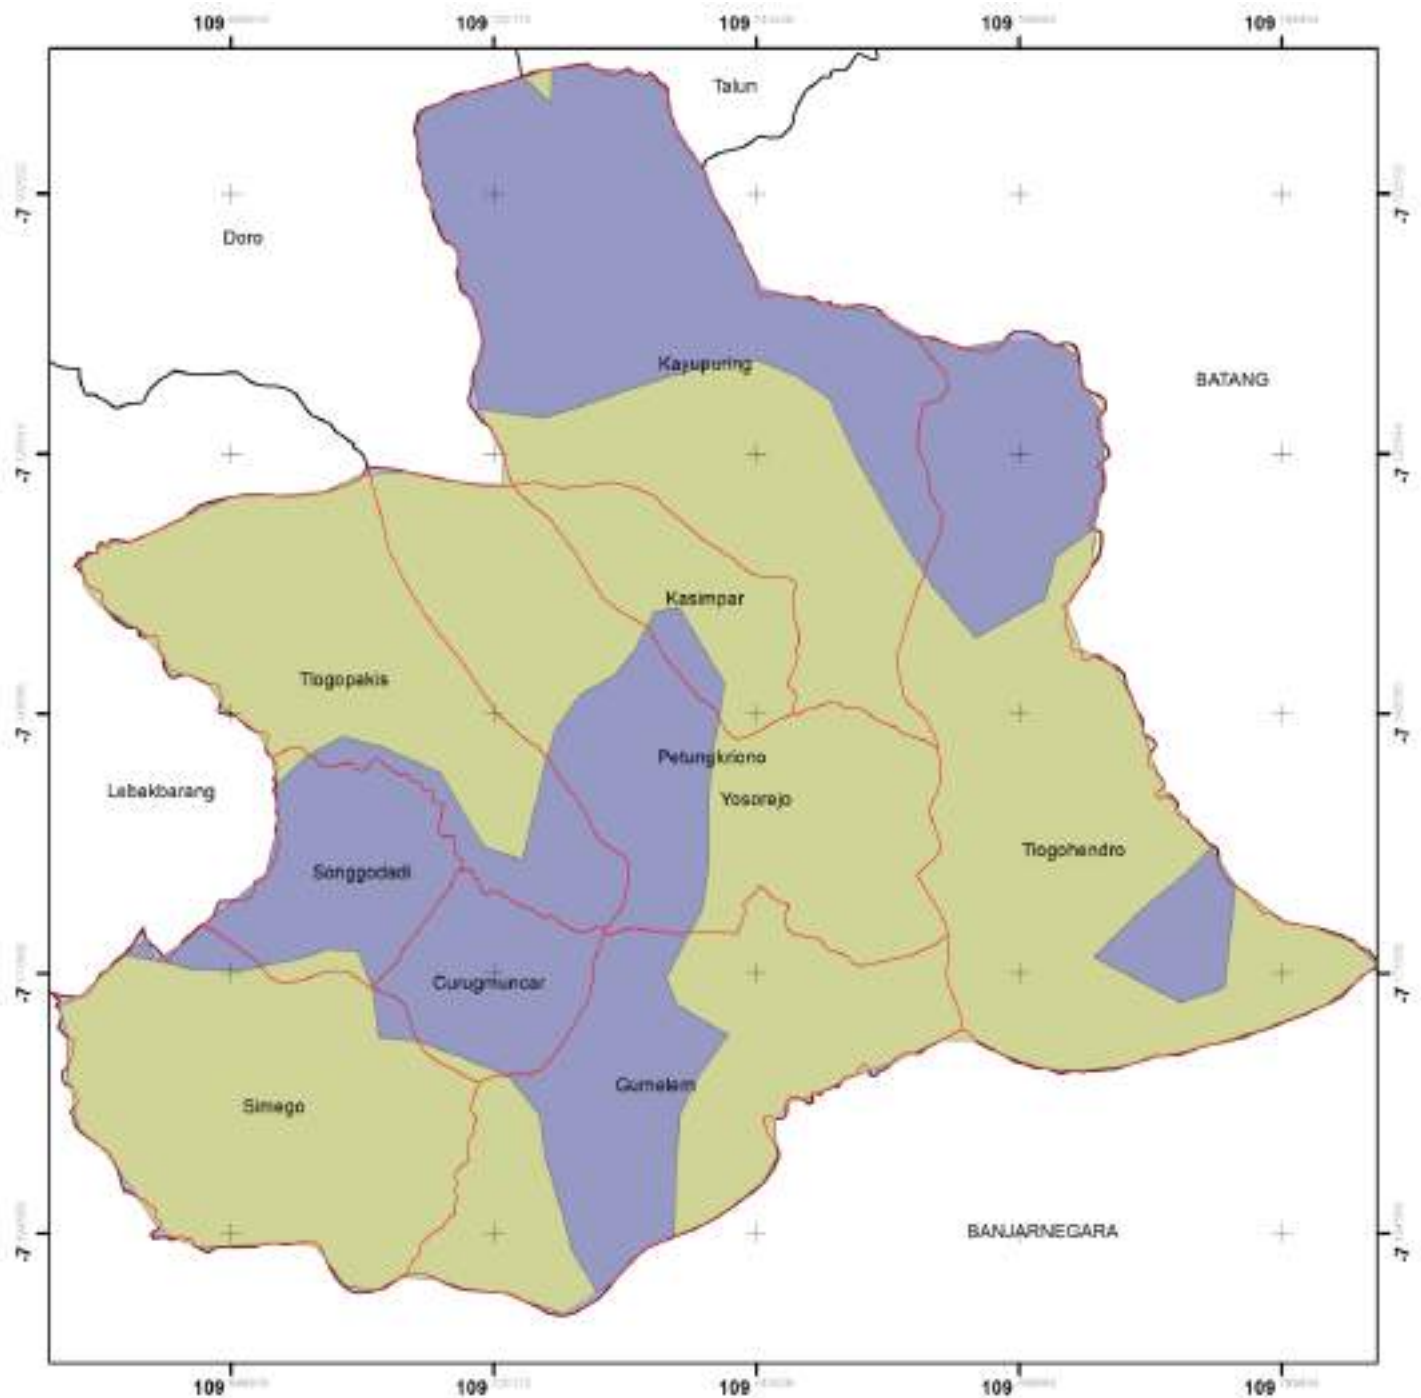 109 109 109 109 109
Talun
-7 -7
Doro
Kayupuring
BATANG
-7 -7
Kasimpar
Tlogopakis
-7 -7
Petungkriono
Lebakbarang
Yosorejo
Tlogohendro
Songgodadi
-7 -7
Curugmuncar
Gumelem
Simego
-7 -7
BANJARNEGARA
109 109 109 109 109